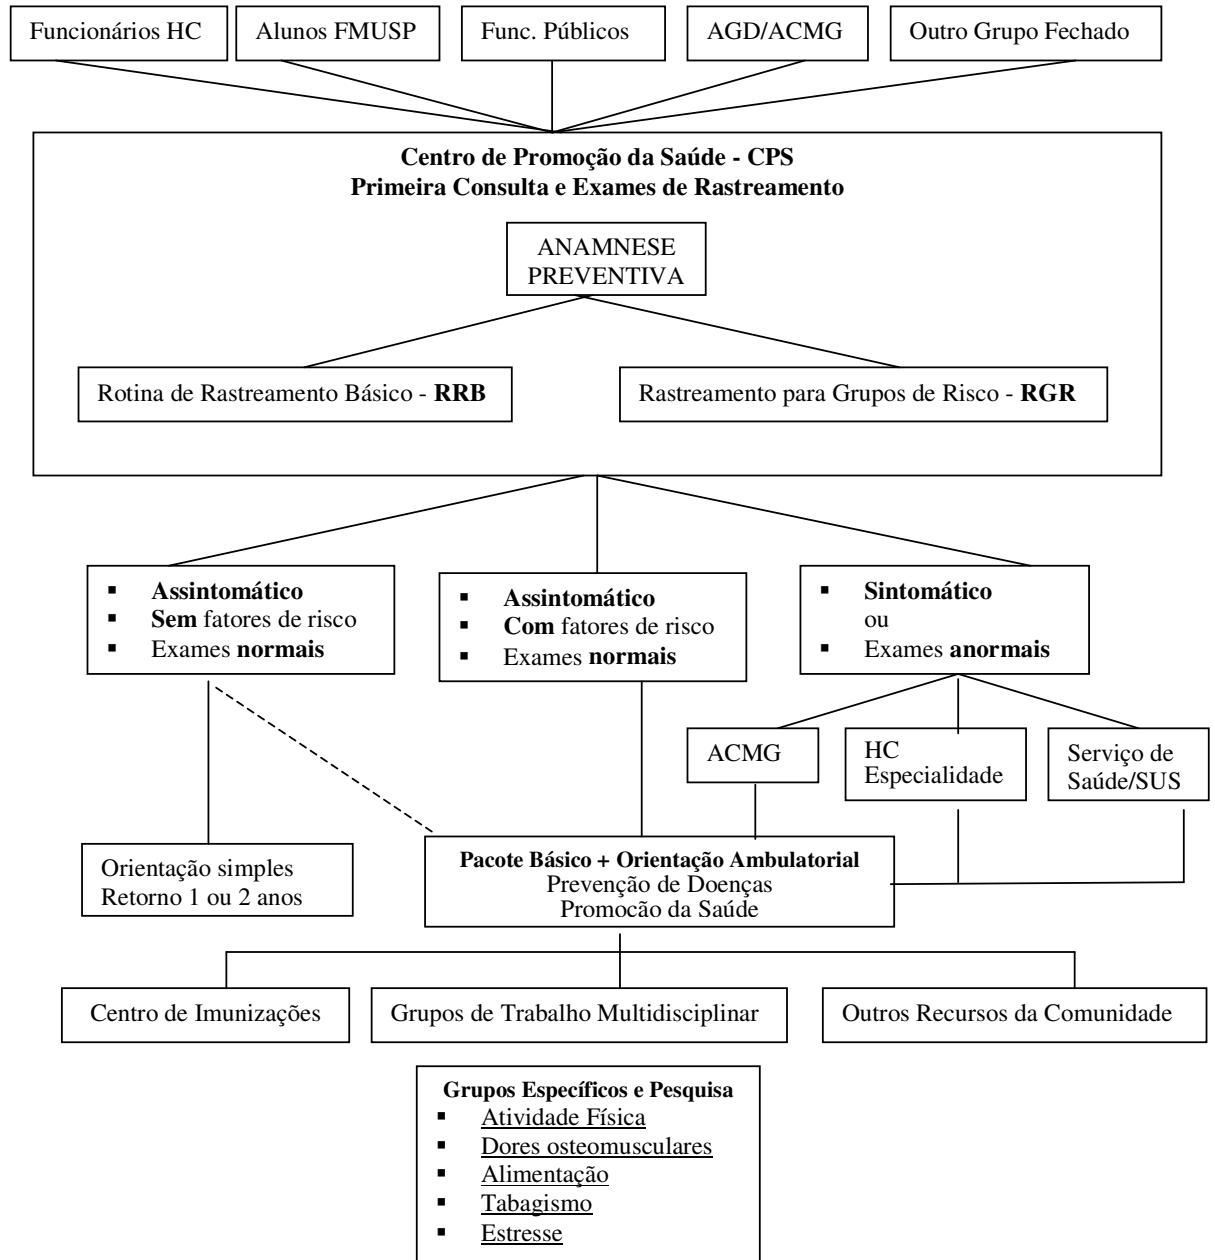 Funcionários HC
Alunos FMUSP
Func. Públicos
AGD/ACMG
Outro Grupo Fechado
Centro de Promoção da Saúde - CPS
Primeira Consulta e Exames de Rastreamento
ANAMNESE
PREVENTIVA
Rotina de Rastreamento Básico - RRB
Rastreamento para Grupos de Risco - RGR
▪ Assintomático
▪ Sem fatores de risco
▪ Exames normais
▪ Assintomático
▪ Com fatores de risco
▪ Exames normais
▪ Sintomático
ou
▪ Exames anormais
ACMG
HC
Especialidade
Serviço de
Saúde/SUS
Orientação simples
Retorno 1 ou 2 anos
Pacote Básico + Orientação Ambulatorial
Prevenção de Doenças
Promocão da Saúde
Centro de Imunizações
Grupos de Trabalho Multidisciplinar
Outros Recursos da Comunidade
Grupos Específicos e Pesquisa
▪ Atividade Física
▪ Dores osteomusculares
▪ Alimentação
▪ Tabagismo
▪ Estresse